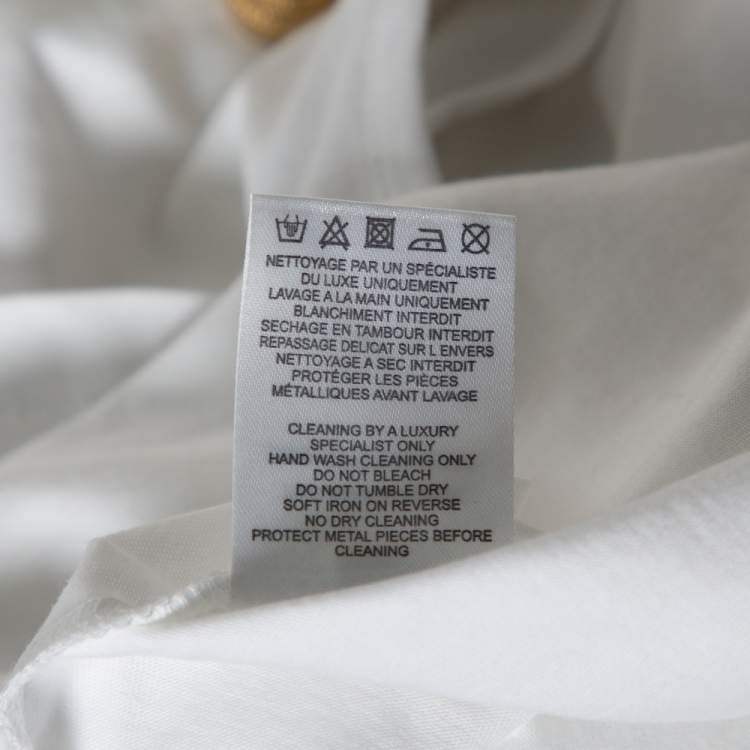 NETTOYAGE PAR UN SPÉCIALISTE
DU LUXE UNIQUEMENT
LAVAGE A LA MAIN UNIQUEMENT
BLANCHIMENT INTERDIT
SECHAGE EN TAMBOUR INTERDIT
REPASSAGE DELICAT SUR L ENVERS
NETTOYAGE A SEC INTERDIT
PROTÉGER LES PIÈCES
MÉTALLIQUES AVANT LAVAGE
CLEANING BY A LUXURY
SPECIALIST ONLY
HAND WASH CLEANING ONLY
DO NOT BLEACH
DO NOT TUMBLE DRY
SOFT IRON ON REVERSE
NO DRY CLEANING
PROTECT METAL PIECES BEFORE
CLEANING